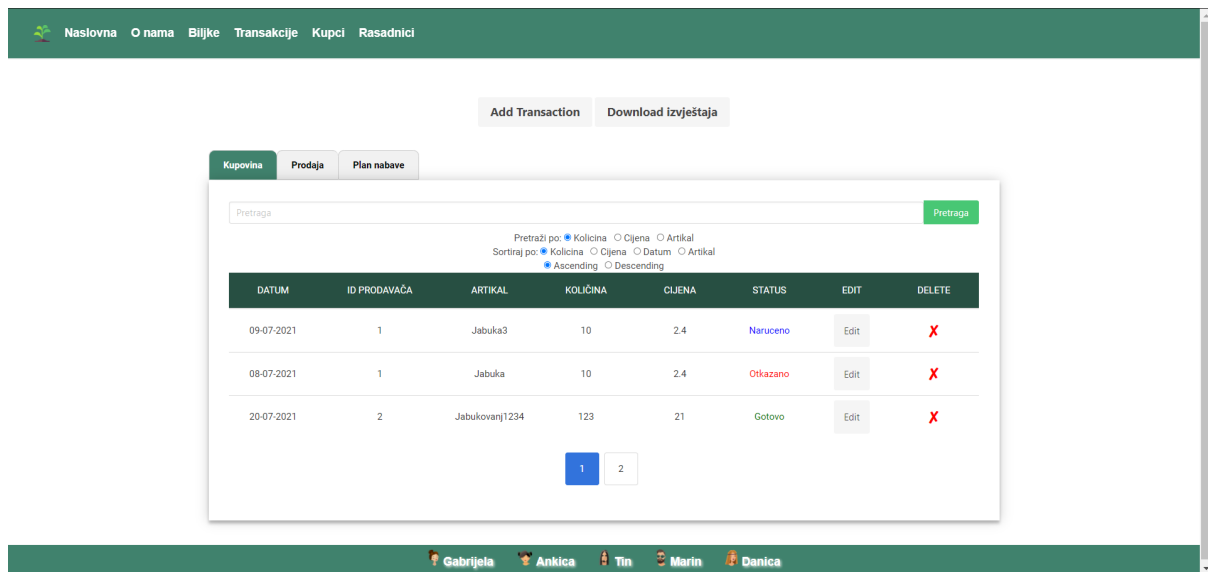 Naslovna O nama Biljke Transakcije Kupci Rasadnici
Add Transaction Download izvještaja
Kupovina Prodaja Plan nabave
Pretraga Pretraga
Pretraži po: Kolicina Cijena Artikal
Sortiraj po: Kolicina Cijena Datum Artikal
Ascending Descending
DATUM ID PRODAVAČA ARTIKAL KOLIČINA CIJENA STATUS EDIT DELETE
09-07-2021 1 Jabuka3 10 2.4 Naruceno Edit ✗
08-07-2021 1 Jabuka 10 2.4 Otkazano Edit ✗
20-07-2021 2 Jabukovanj1234 123 21 Gotovo Edit ✗
1 2
Gabrijela Ankica Tin Marin Danica